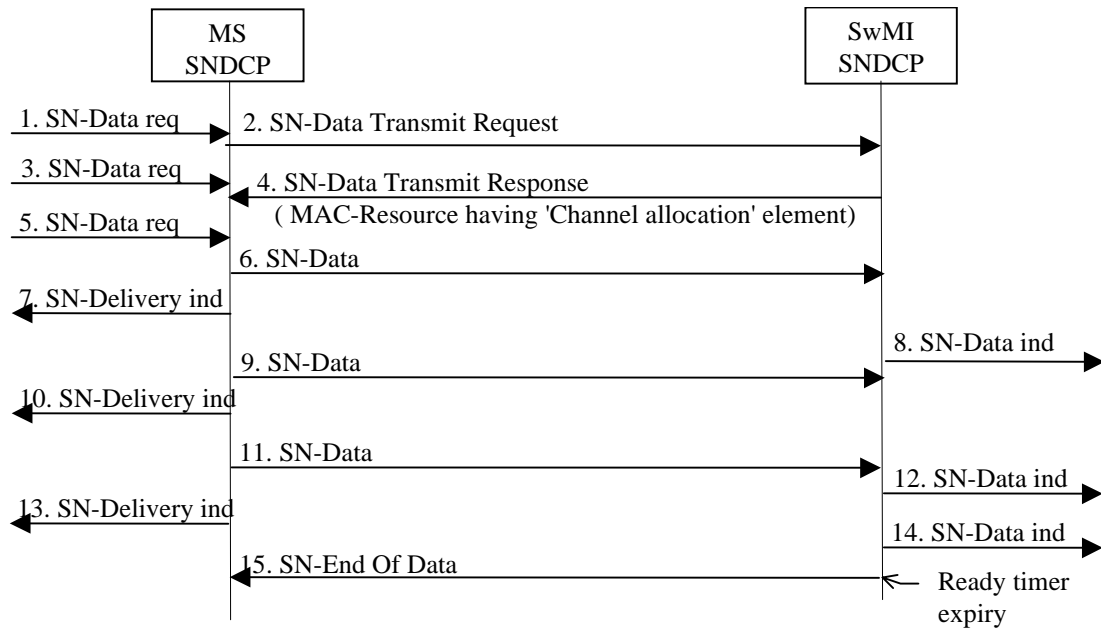 MS
SNDCP
SwMI
SNDCP
1. SN-Data req
2. SN-Data Transmit Request
3. SN-Data req
4. SN-Data Transmit Response
( MAC-Resource having 'Channel allocation' element)
5. SN-Data req
6. SN-Data
7. SN-Delivery ind
8. SN-Data ind
9. SN-Data
10. SN-Delivery ind
11. SN-Data
12. SN-Data ind
13. SN-Delivery ind
14. SN-Data ind
15. SN-End Of Data
Ready timer
expiry